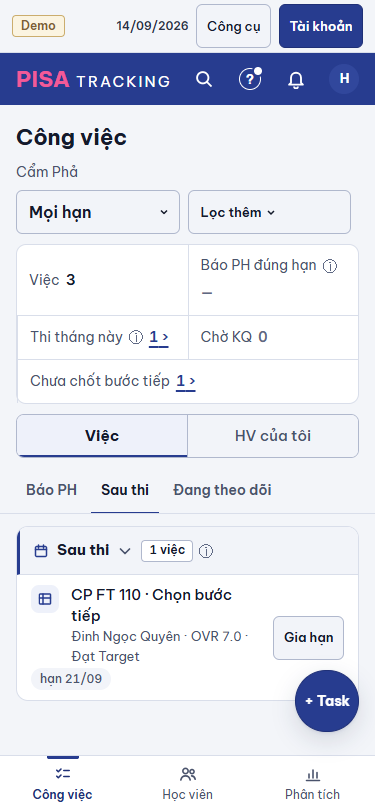 Demo
14/09/2026
Công cụ
Tài khoản
PISA TRACKING
?
H
Công việc
Cẩm Phả
Mọi hạn
Lọc thêm
Việc 3
Báo PH đúng hạn ⓘ
—
Thi tháng này ⓘ 1 >
Chờ KQ 0
Chưa chốt bước tiếp 1 >
Việc
HV của tôi
Báo PH
Sau thi
Đang theo dõi
Sau thi
1 việc
ⓘ
CP FT 110 · Chọn bước
tiếp
Đinh Ngọc Quyên · OVR 7.0 ·
Đạt Target
hạn 21/09
Gia hạn
+ Task
Công việc
Học viên
Phân tích